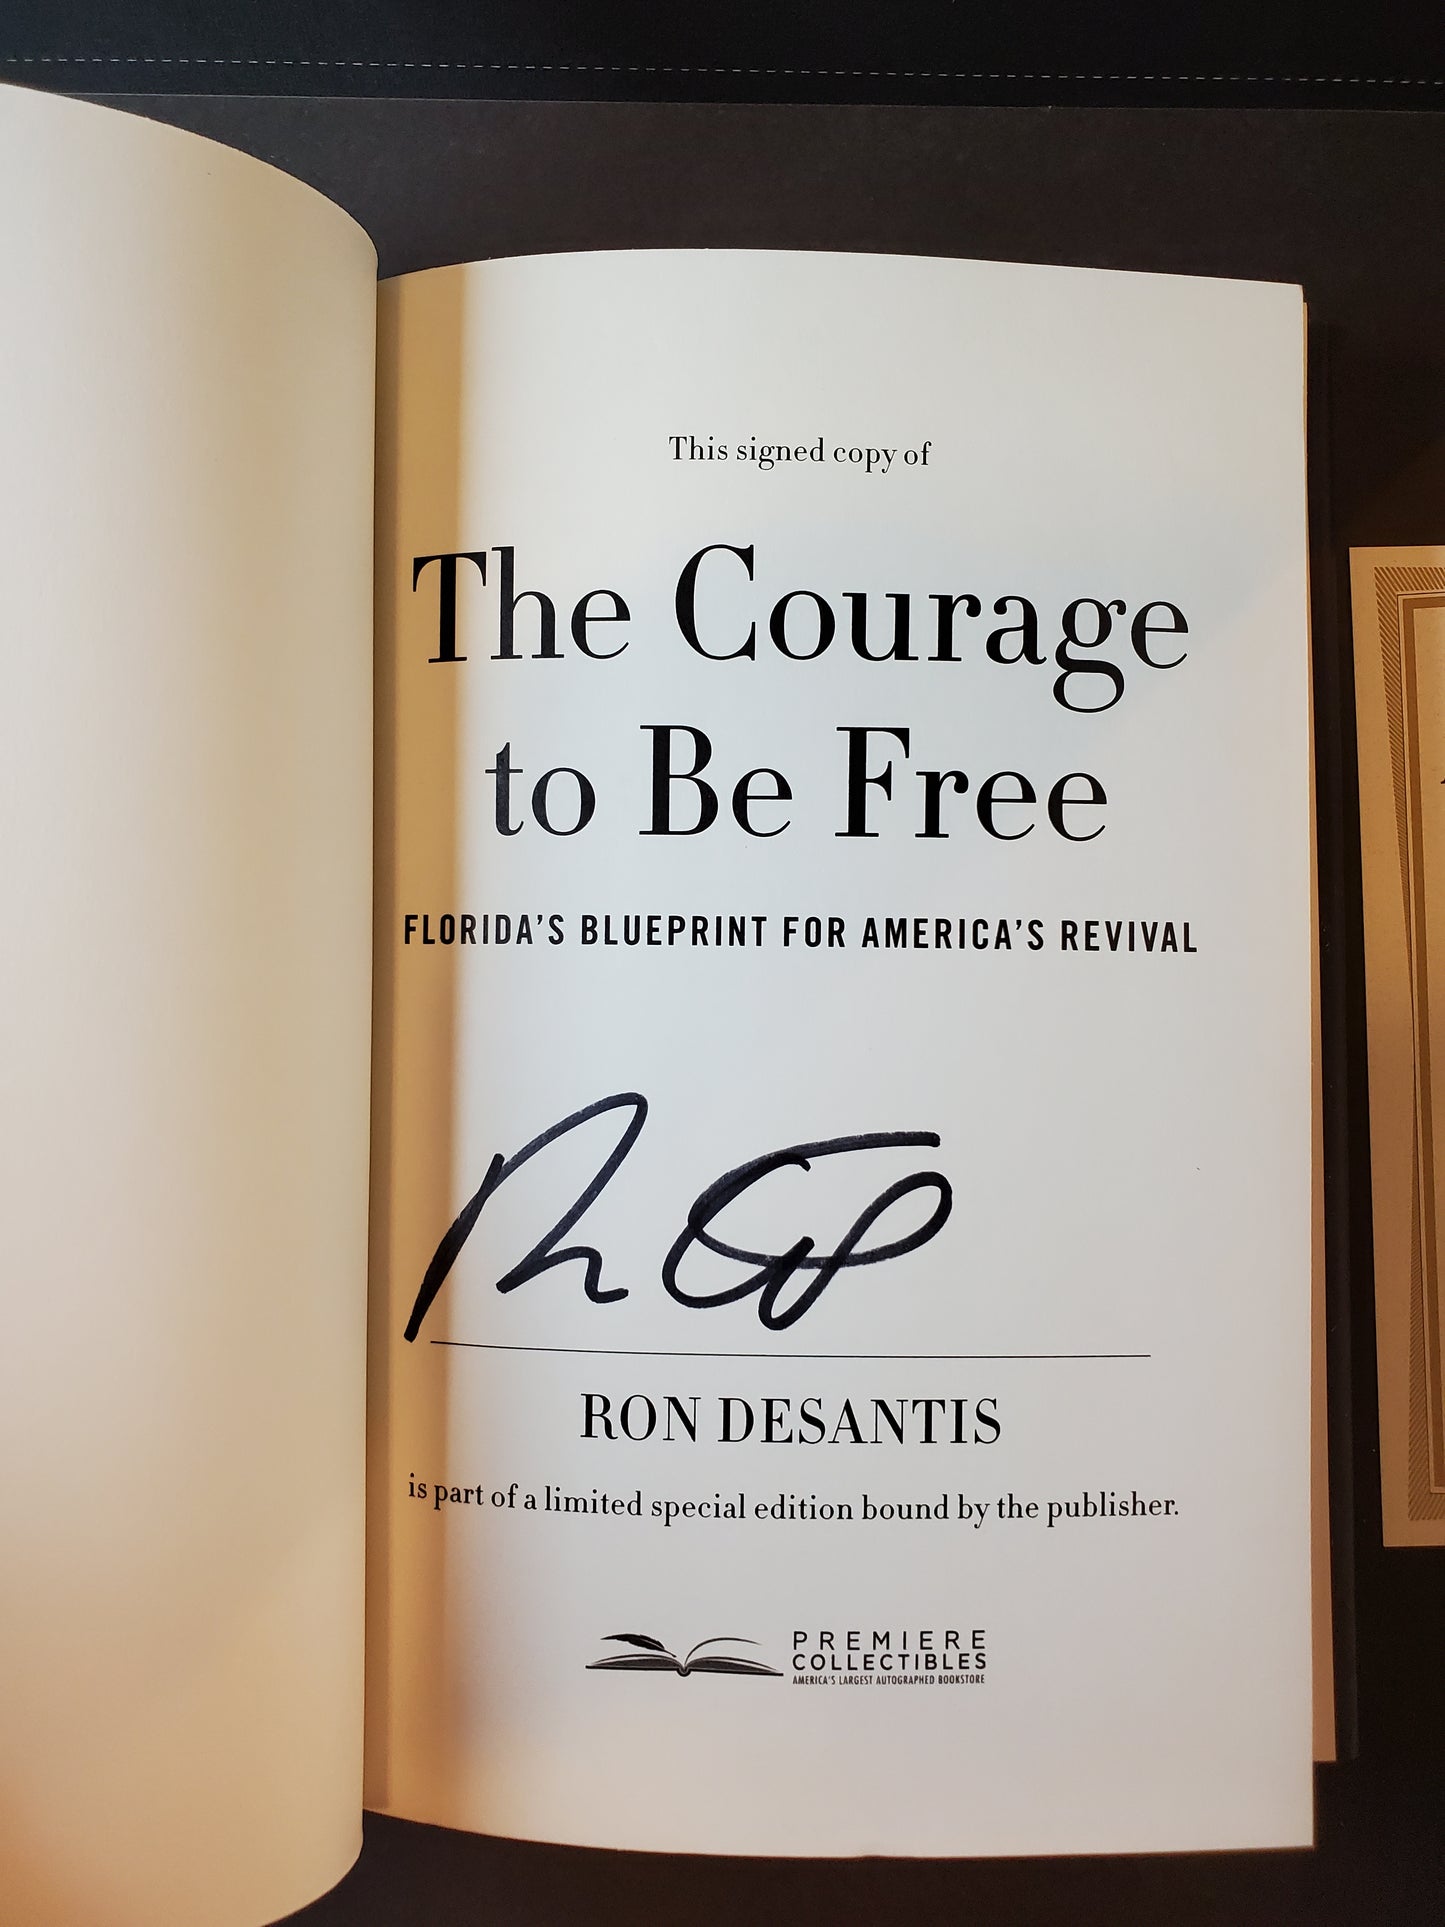 This signed copy of
The Courage
to Be Free
FLORIDA'S BLUEPRINT FOR AMERICA'S REVIVAL
RON DESANTIS
is part of a limited special edition bound by the publisher.
PREMIERE
COLLECTIBLES
AMERICA'S LARGEST AUTOGRAPHED BOOKSTORE